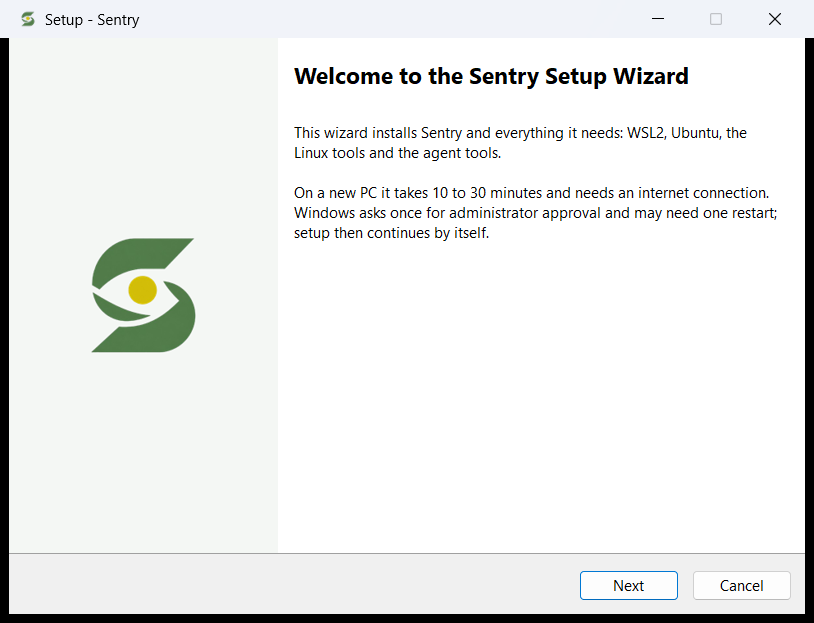 Setup - Sentry
Welcome to the Sentry Setup Wizard
This wizard installs Sentry and everything it needs: WSL2, Ubuntu, the
Linux tools and the agent tools.
On a new PC it takes 10 to 30 minutes and needs an internet connection.
Windows asks once for administrator approval and may need one restart;
setup then continues by itself.
Next
Cancel